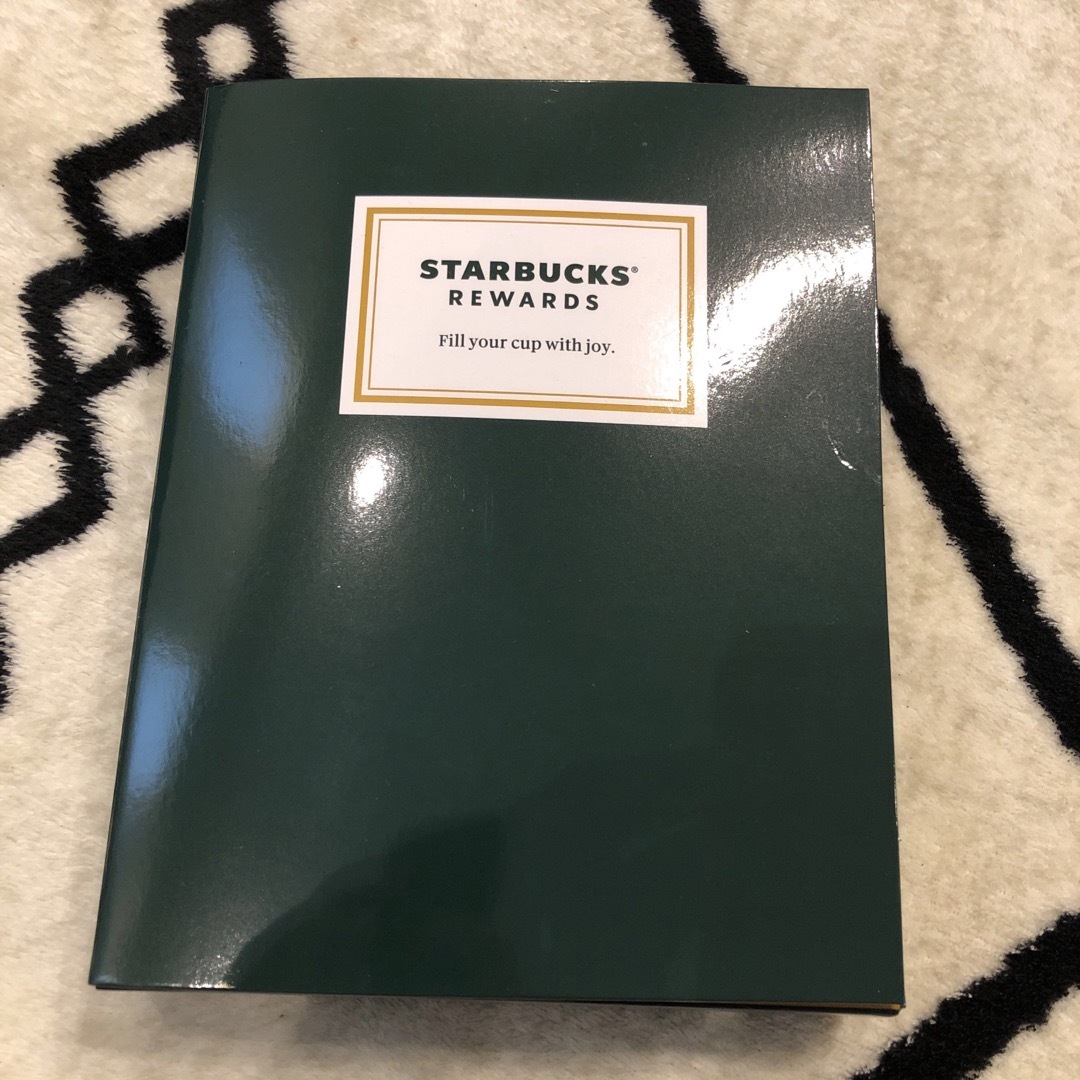 STARBUCKS®
REWARDS
Fill your cup with joy.